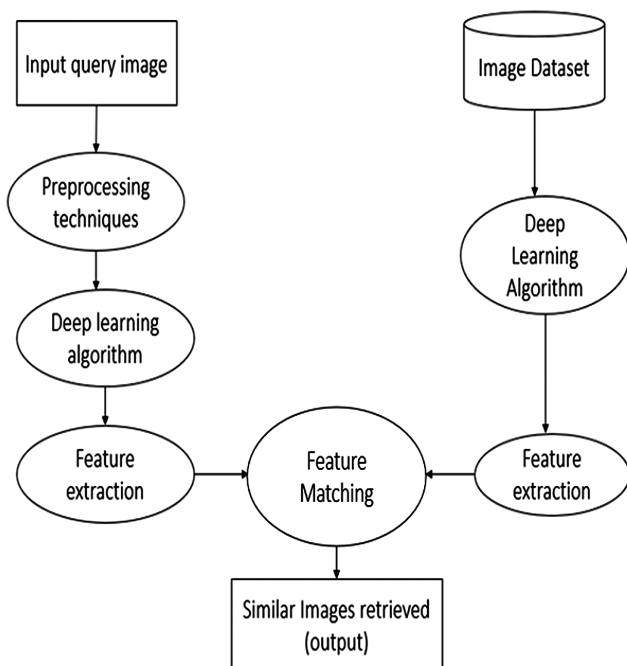 Input query image
Preprocessing
techniques
Deep learning
algorithm
Feature
extraction
Image Dataset
Deep
Learning
Algorithm
Feature
extraction
Feature
Matching
Similar Images retrieved
(output)